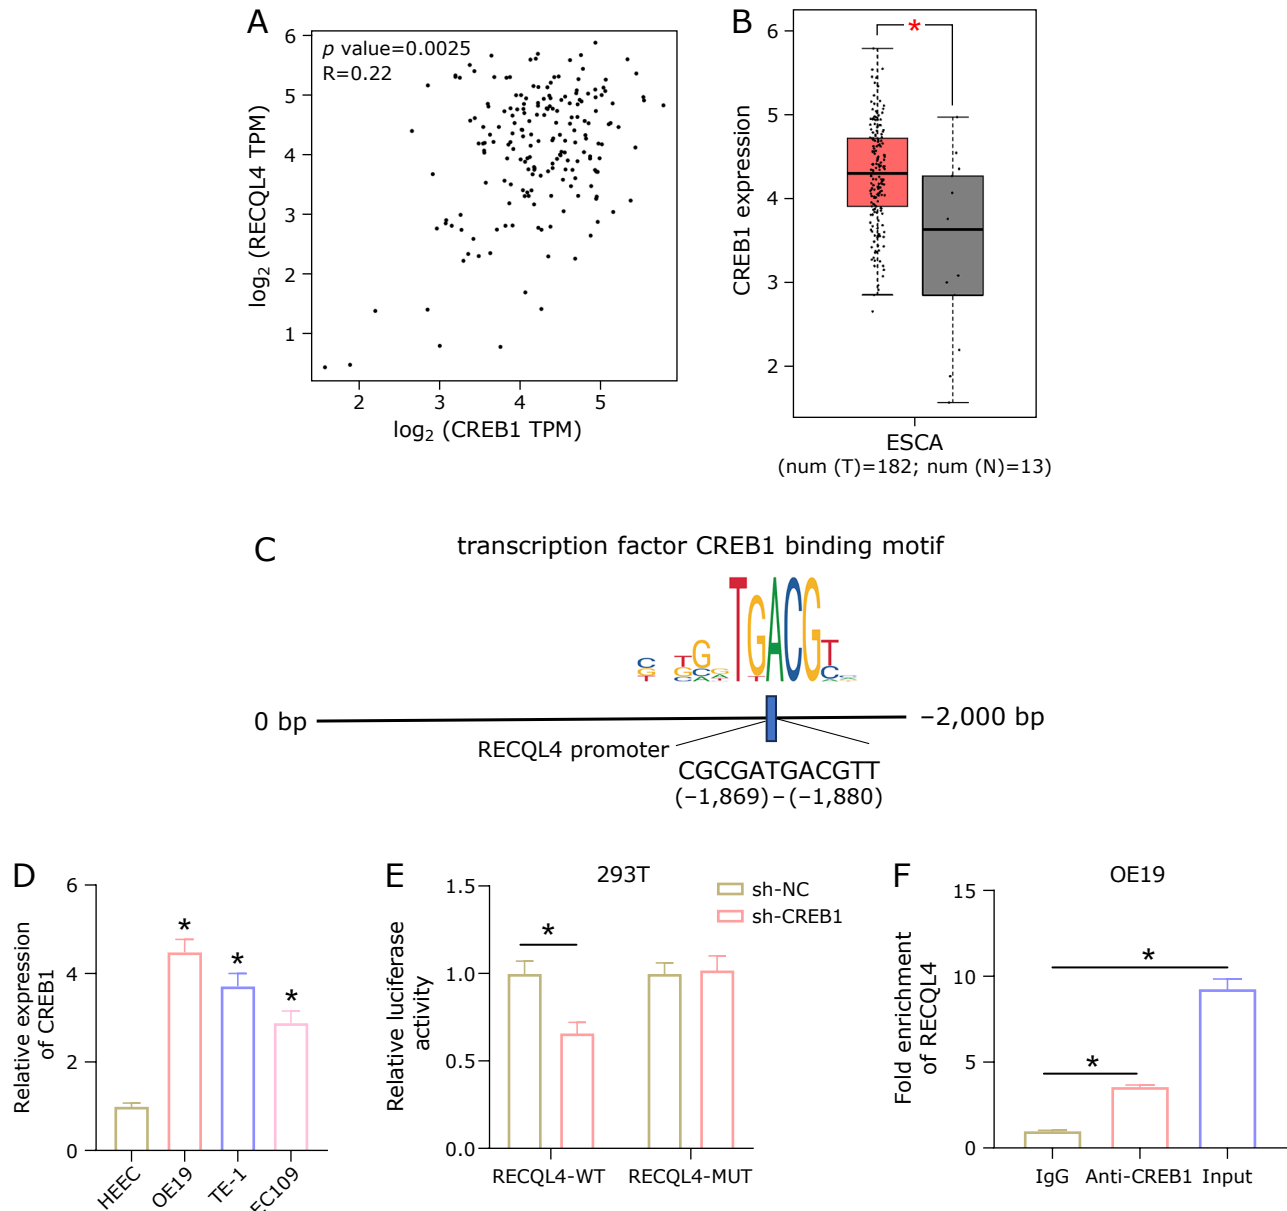 A
p value=0.0025
R=0.22
6
5
4
3
2
1
log2 (RECQL4 TPM)
2 3 4 5
log2 (CREB1 TPM)
B
*
6
5
4
3
2
CREB1 expression
ESCA
(num (T)=182; num (N)=13)
C
transcription factor CREB1 binding motif
TGACGT
0 bp
−2,000 bp
RECQL4 promoter
CGCGATGACGTT
(−1,869)−(−1,880)
D
6
4
2
0
Relative expression
of CREB1
* * *
HEEC OE19 TE-1 EC109
E
293T
sh-NC
sh-CREB1
1.5
1.0
0.5
0.0
Relative luciferase
activity
*
RECQL4-WT RECQL4-MUT
F
OE19
15
10
5
0
Fold enrichment
of RECQL4
*
*
IgG Anti-CREB1 Input